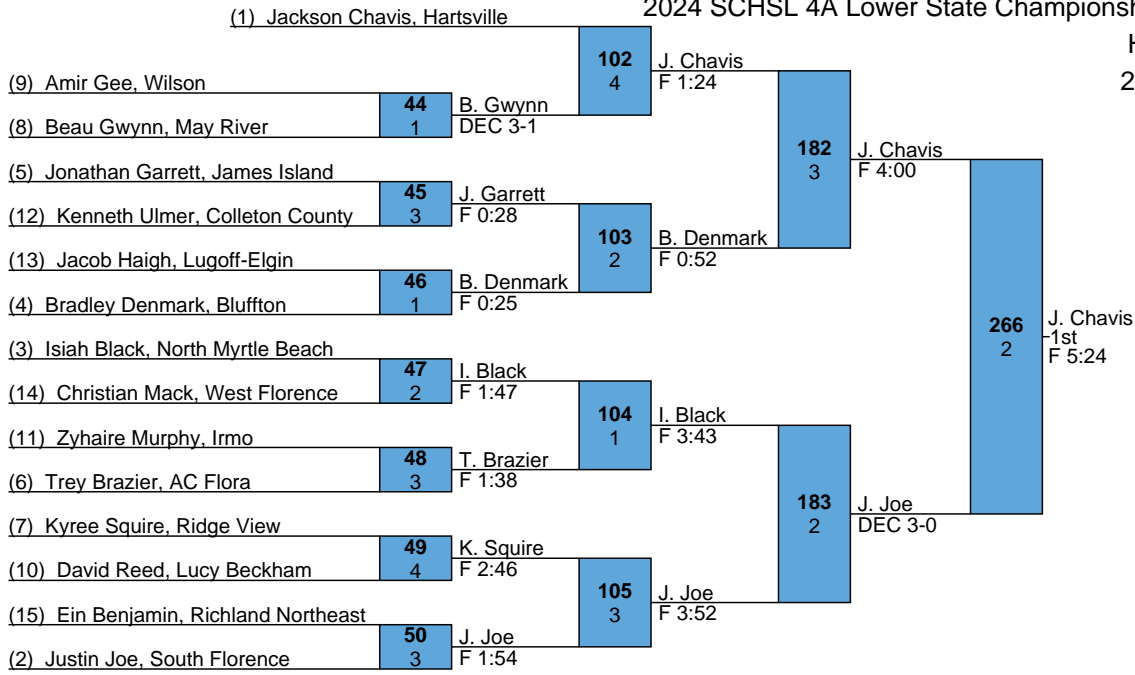 2024 SCHSL 4A Lower State Championsh
H
2
(1) Jackson Chavis, Hartsville
102
4
J. Chavis
F 1:24
(9) Amir Gee, Wilson
44
1
B. Gwynn
DEC 3-1
(8) Beau Gwynn, May River
182
3
J. Chavis
F 4:00
(5) Jonathan Garrett, James Island
45
3
J. Garrett
F 0:28
(12) Kenneth Ulmer, Colleton County
103
2
B. Denmark
F 0:52
(13) Jacob Haigh, Lugoff-Elgin
46
1
B. Denmark
F 0:25
(4) Bradley Denmark, Bluffton
266
2
J. Chavis
1st
F 5:24
(3) Isiah Black, North Myrtle Beach
47
2
I. Black
F 1:47
(14) Christian Mack, West Florence
104
1
I. Black
F 3:43
(11) Zyhaire Murphy, Irmo
48
3
T. Brazier
F 1:38
(6) Trey Brazier, AC Flora
183
2
J. Joe
DEC 3-0
(7) Kyree Squire, Ridge View
49
4
K. Squire
F 2:46
(10) David Reed, Lucy Beckham
105
3
J. Joe
F 3:52
(15) Ein Benjamin, Richland Northeast
50
3
J. Joe
F 1:54
(2) Justin Joe, South Florence